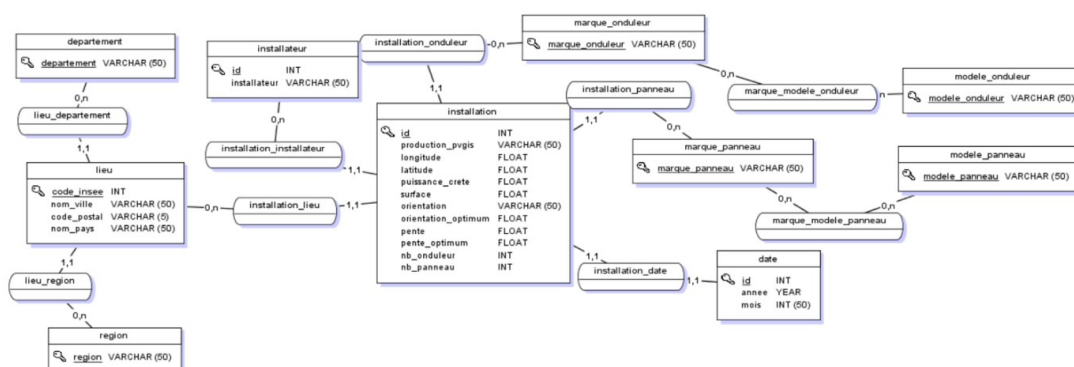 departement
departement VARCHAR (50)
0,n
lieu_departement
1,1
lieu
code_insee INT
nom_ville VARCHAR (50)
code_postal VARCHAR (5)
nom_pays VARCHAR (50)
1,1
lieu_region
0,n
region
region VARCHAR (50)
installateur
id INT
installateur VARCHAR (50)
0,n
installation_installateur
1,1
0,n
installation_lieu
1,1
installation_onduleur
0,n
1,1
installation
id INT
production_pvgis VARCHAR (50)
longitude FLOAT
latitude FLOAT
puissance_crete FLOAT
surface FLOAT
orientation VARCHAR (50)
orientation_optimum FLOAT
pente FLOAT
pente_optimum FLOAT
nb_onduleur INT
nb_panneau INT
marque_onduleur
marque_onduleur VARCHAR (50)
0,n
marque_modele_onduleur
n
modele_onduleur
modele_onduleur VARCHAR (50)
installation_panneau
1,1
0,n
marque_panneau
marque_panneau VARCHAR (50)
0,n
marque_modele_panneau
0,n
modele_panneau
modele_panneau VARCHAR (50)
1,1
installation_date
1,1
date
id INT
annee YEAR
mois INT (50)